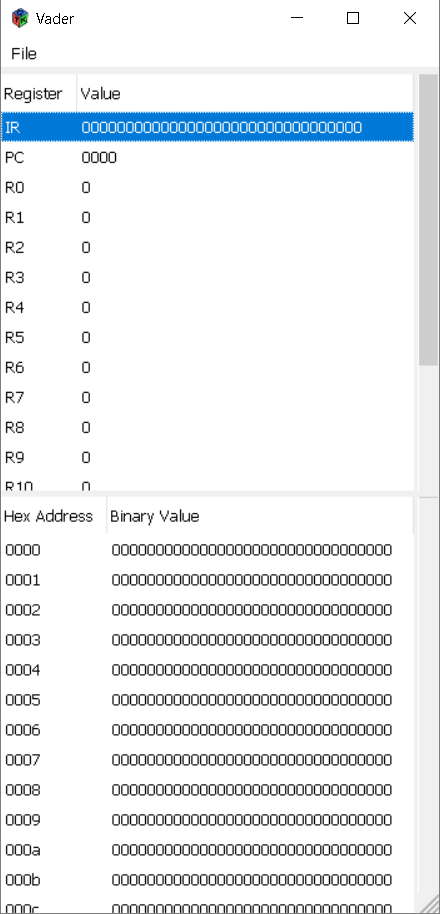 Vader
File
Register Value
IR 00000000000000000000000000000000
PC 0000
R0 0
R1 0
R2 0
R3 0
R4 0
R5 0
R6 0
R7 0
R8 0
R9 0
R10 0
Hex Address Binary Value
0000 00000000000000000000000000000000
0001 00000000000000000000000000000000
0002 00000000000000000000000000000000
0003 00000000000000000000000000000000
0004 00000000000000000000000000000000
0005 00000000000000000000000000000000
0006 00000000000000000000000000000000
0007 00000000000000000000000000000000
0008 00000000000000000000000000000000
0009 00000000000000000000000000000000
000a 00000000000000000000000000000000
000b 00000000000000000000000000000000
000c 00000000000000000000000000000000